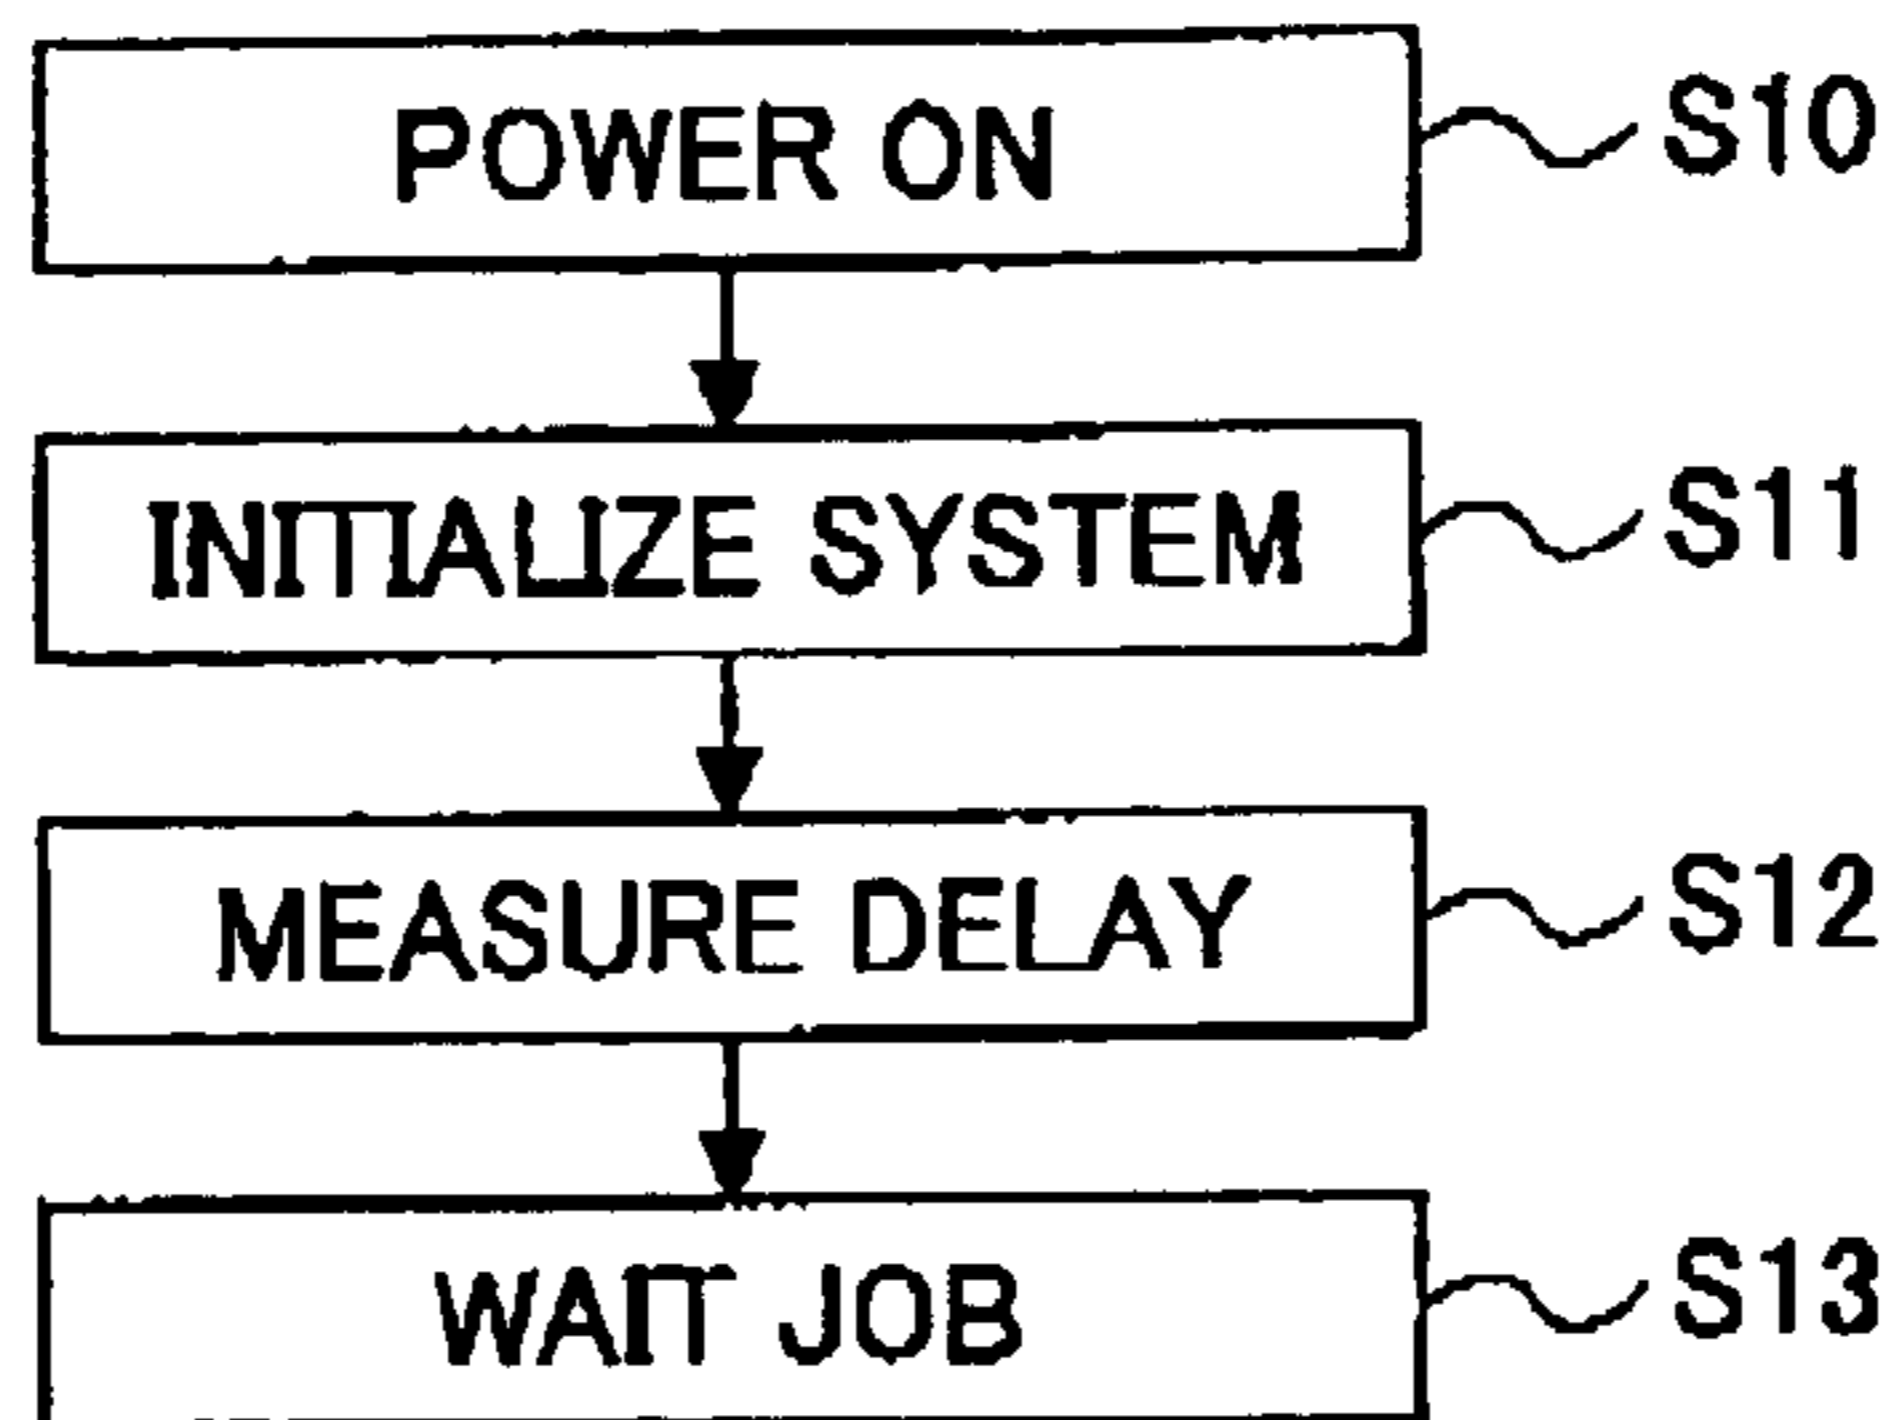 POWER ON S10
INITIALIZE SYSTEM S11
MEASURE DELAY S12
WAIT JOB S13